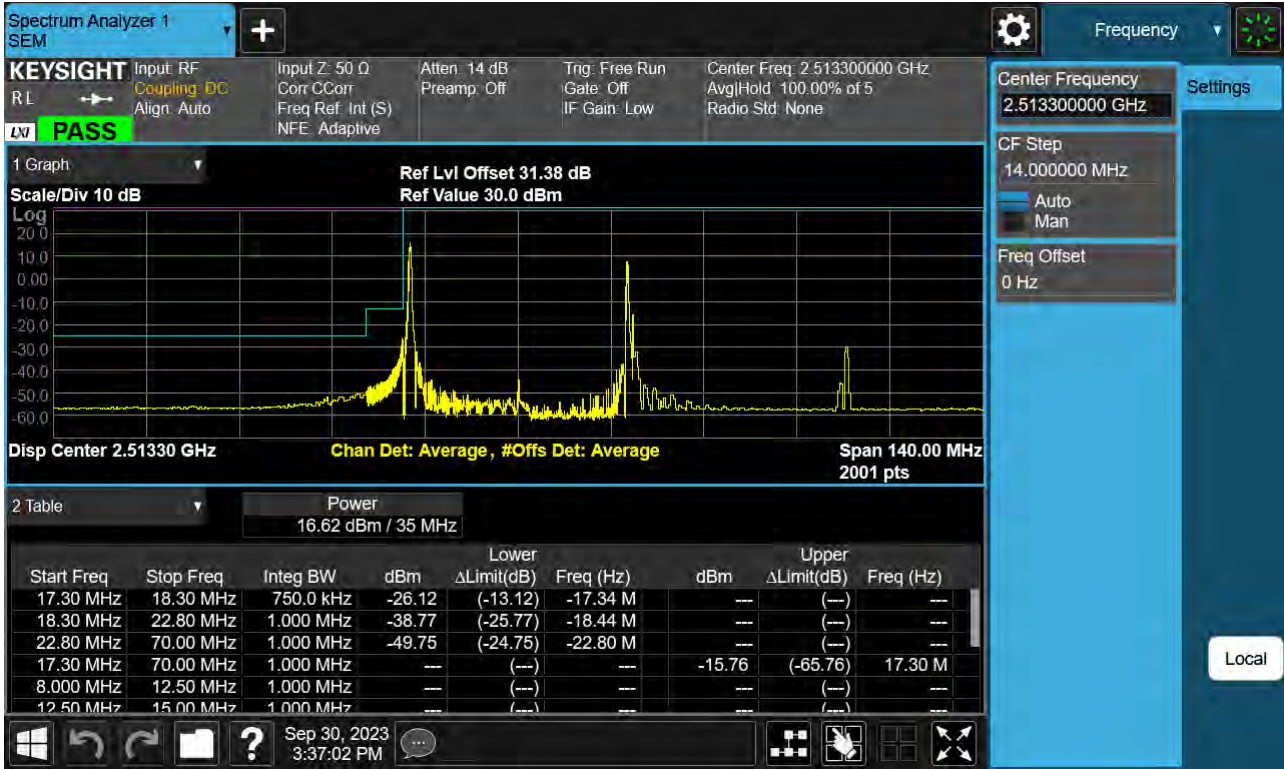 Spectrum Analyzer 1
SEM
Frequency
KEYSIGHT
R L
LXI
PASS
Input: RF
Coupling: DC
Align: Auto
Input Z: 50 Ω
Corr CCorr
Freq Ref: Int (S)
NFE: Adaptive
Atten: 14 dB
Preamp: Off
Trig: Free Run
Gate: Off
IF Gain: Low
Center Freq: 2.513300000 GHz
Avg|Hold: 100.00% of 5
Radio Std: None
Center Frequency
2.513300000 GHz
Settings
CF Step
14.000000 MHz
Auto
Man
Freq Offset
0 Hz
1 Graph
Scale/Div 10 dB
Ref Lvl Offset 31.38 dB
Ref Value 30.0 dBm
Log
20.0
10.0
0.00
-10.0
-20.0
-30.0
-40.0
-50.0
-60.0
Disp Center 2.51330 GHz
Chan Det: Average, #Offs Det: Average
Span 140.00 MHz
2001 pts
2 Table
Power
16.62 dBm / 35 MHz
Lower Upper
Start Freq Stop Freq Integ BW dBm ΔLimit(dB) Freq (Hz) dBm ΔLimit(dB) Freq (Hz)
17.30 MHz 18.30 MHz 750.0 kHz -26.12 (-13.12) -17.34 M --- (---) ---
18.30 MHz 22.80 MHz 1.000 MHz -38.77 (-25.77) -18.44 M --- (---) ---
22.80 MHz 70.00 MHz 1.000 MHz -49.75 (-24.75) -22.80 M --- (---) ---
17.30 MHz 70.00 MHz 1.000 MHz --- (---) --- -15.76 (-65.76) 17.30 M
8.000 MHz 12.50 MHz 1.000 MHz --- (---) --- --- (---) ---
12.50 MHz 15.00 MHz 1.000 MHz --- (---) --- --- (---) ---
Local
?
Sep 30, 2023
3:37:02 PM